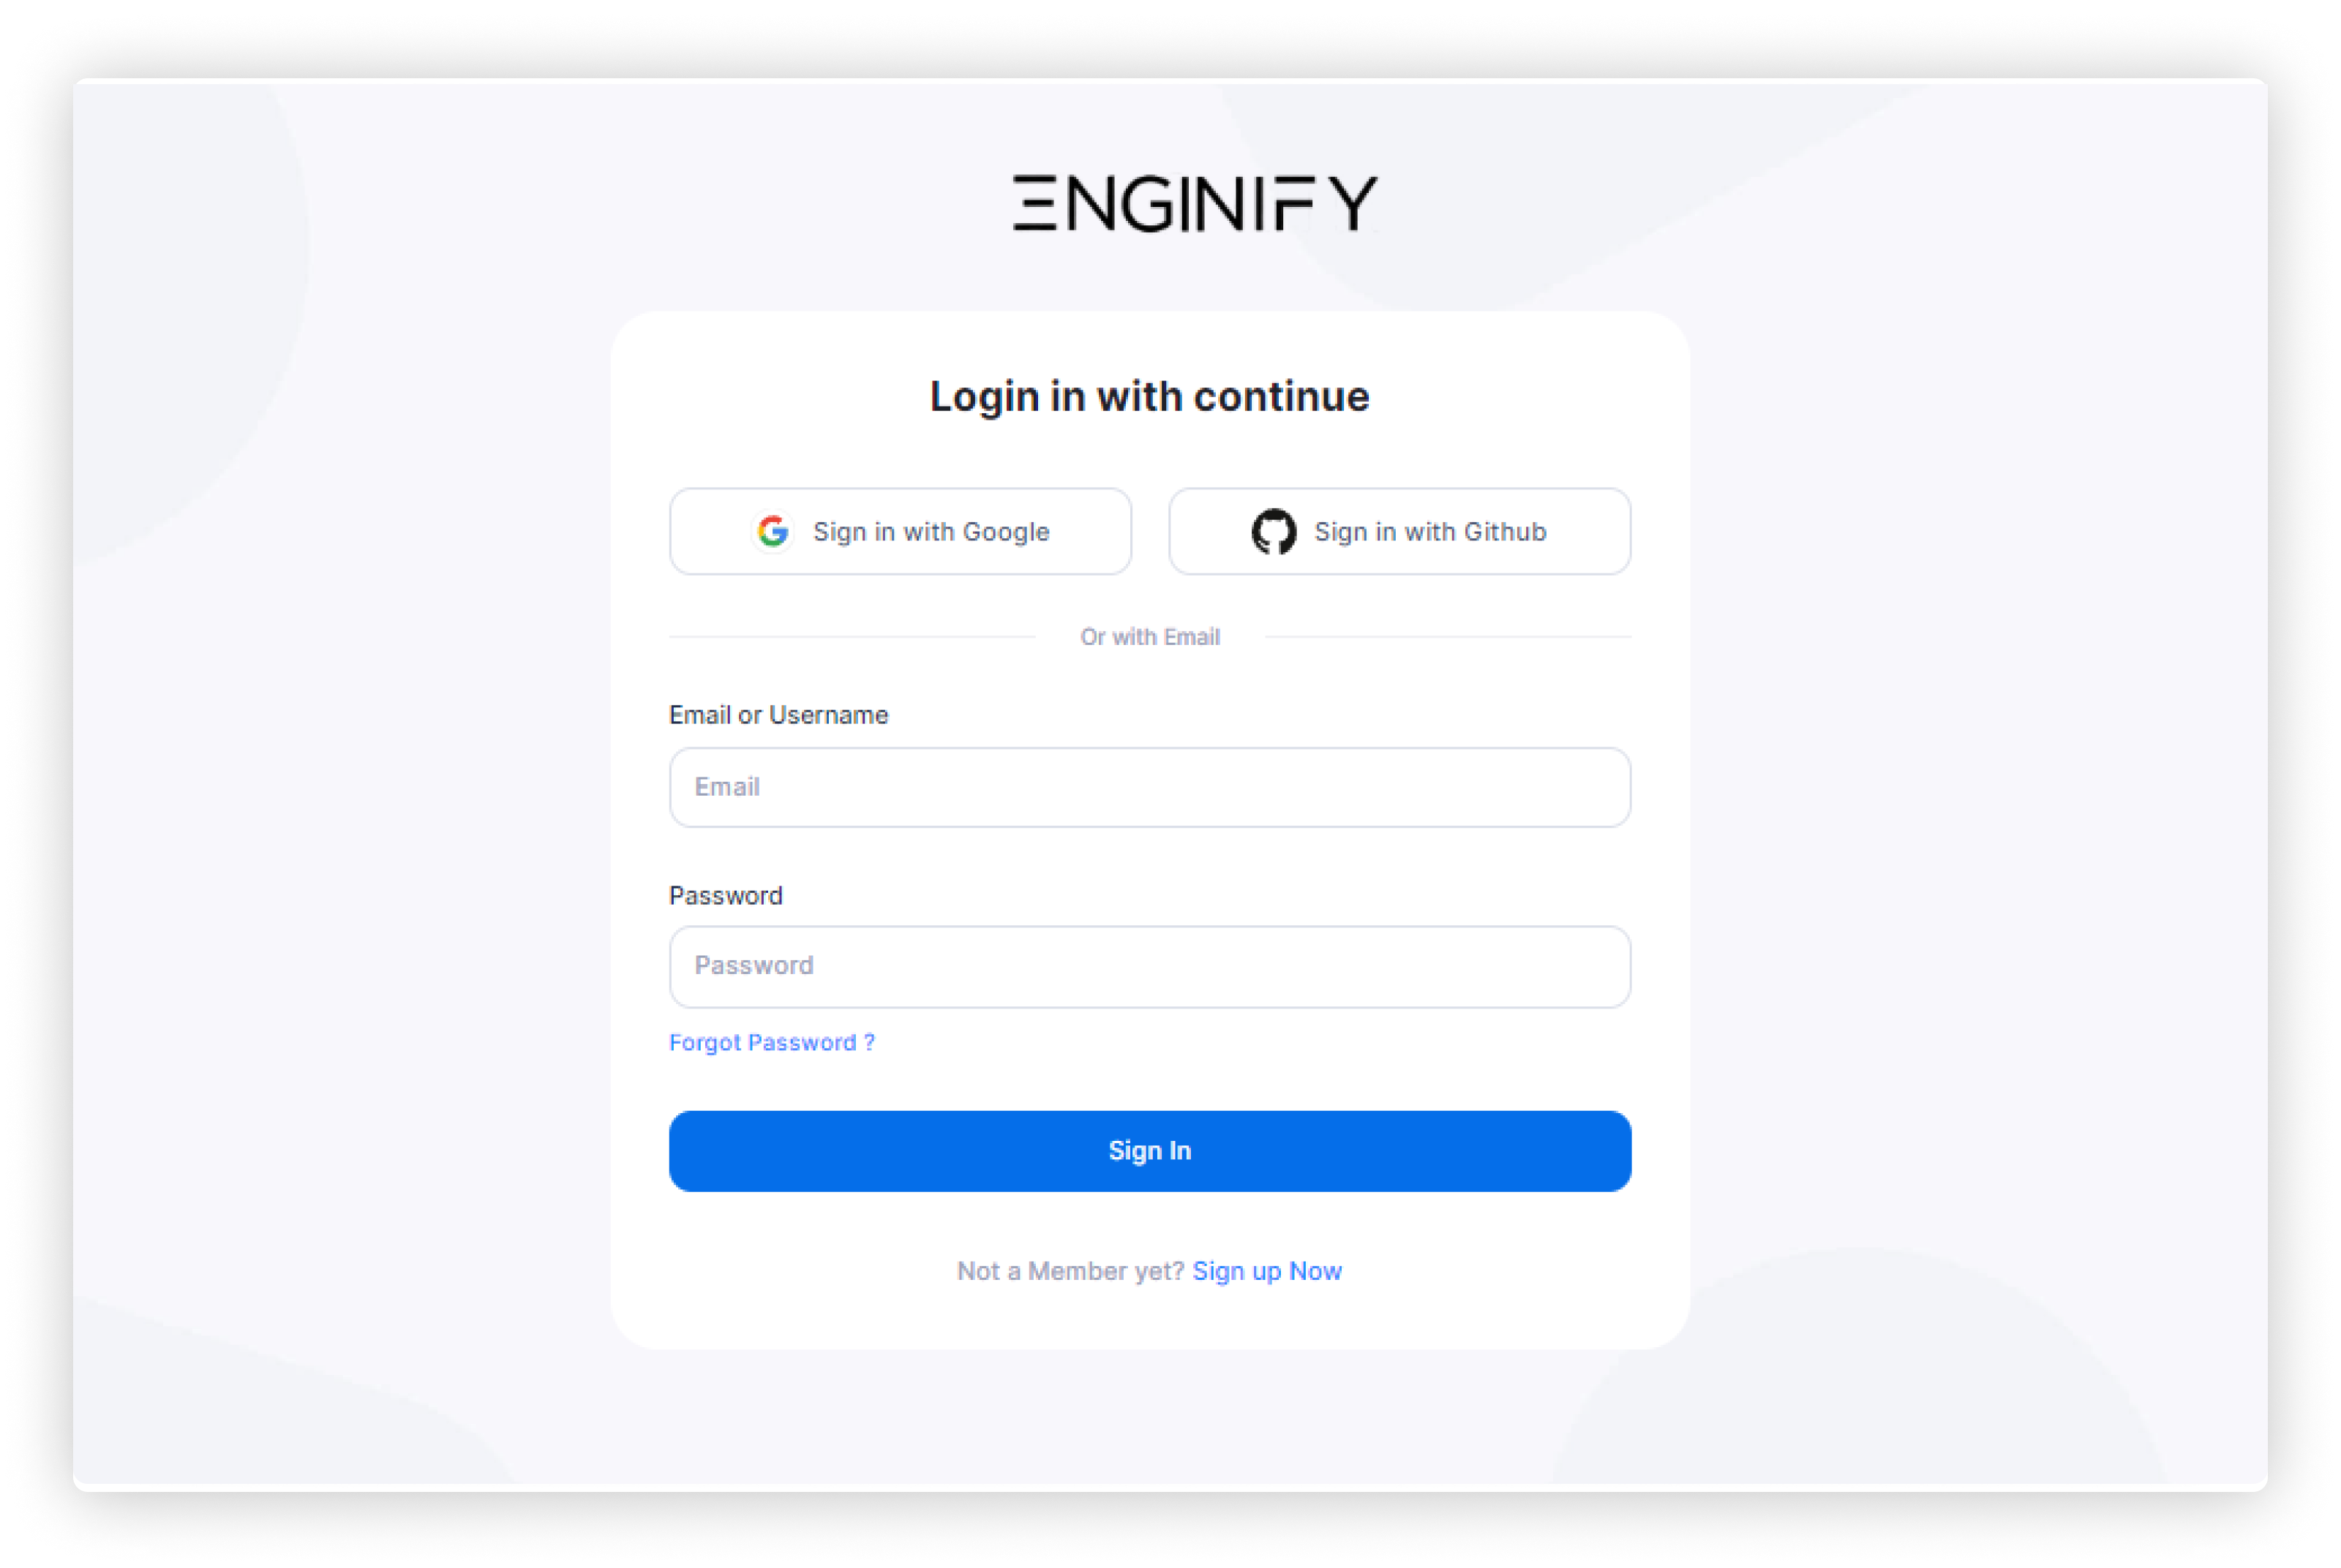 ENGINIFY
Login in with continue
Sign in with Google
Sign in with Github
Or with Email
Email or Username
Email
Password
Password
Forgot Password ?
Sign In
Not a Member yet? Sign up Now